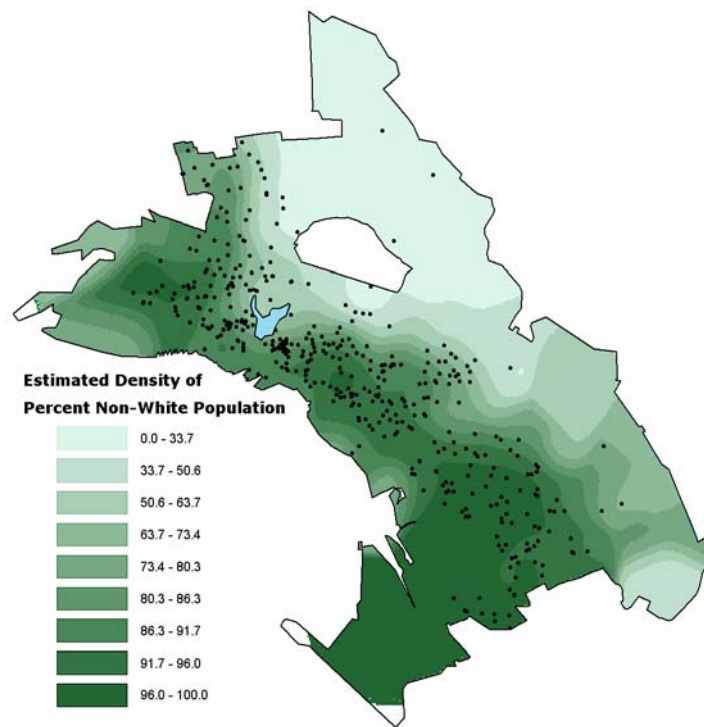 Estimated Density of
Percent Non-White Population
0.0 - 33.7
33.7 - 50.6
50.6 - 63.7
63.7 - 73.4
73.4 - 80.3
80.3 - 86.3
86.3 - 91.7
91.7 - 96.0
96.0 - 100.0